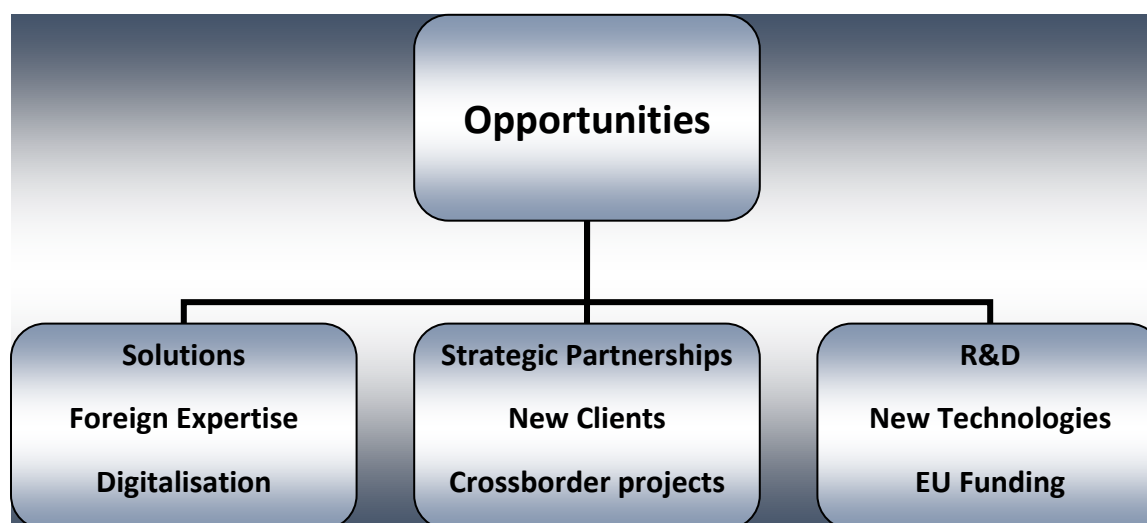 Opportunities
Solutions
Foreign Expertise
Digitalisation
Strategic Partnerships
New Clients
Crossborder projects
R&D
New Technologies
EU Funding